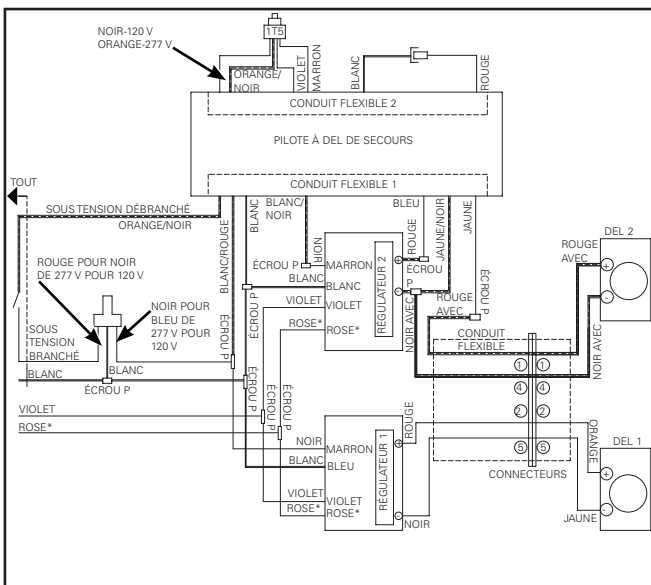 NOIR-120 V
ORANGE-277 V
1T5
ORANGE/
NOIR
VIOLET
MARRON
BLANC
ROUGE
CONDUIT FLEXIBLE 2
PILOTE À DEL DE SECOURS
CONDUIT FLEXIBLE 1
TOUT
SOUS TENSION DÉBRANCHÉ
ORANGE/NOIR
BLANC/ROUGE
BLANC
BLANC/
NOIR
BLEU
JAUNE/NOIR
JAUNE
ROUGE POUR NOIR
DE 277 V POUR 120 V
NOIR POUR
BLEU DE
277 V POUR
120 V
SOUS
TENSION
BRANCHÉ
BLANC
BLANC
ÉCROU P
ÉCROU P
ÉCROU P
ÉCROU P
NOIR
BLANC
VIOLET
ROSE*
MARRON
BLANC
VIOLET
ROSE*
RÉGULATEUR 2
+
-
ROUGE
ÉCROU
P
NOIR AVEC
ROUGE
AVEC
ÉCROU P
CONDUIT
FLEXIBLE
1 1
4 4
2 2
5 5
CONNECTEURS
DEL 2
ROUGE
AVEC
+
-
NOIR AVEC
VIOLET
ROSE*
ÉCROU P
ÉCROU P
NOIR
BLANC
VIOLET
ROSE*
MARRON
BLEU
VIOLET
ROSE*
RÉGULATEUR 1
+
-
ROUGE
NOIR
ORANGE
DEL 1
+
-
JAUNE